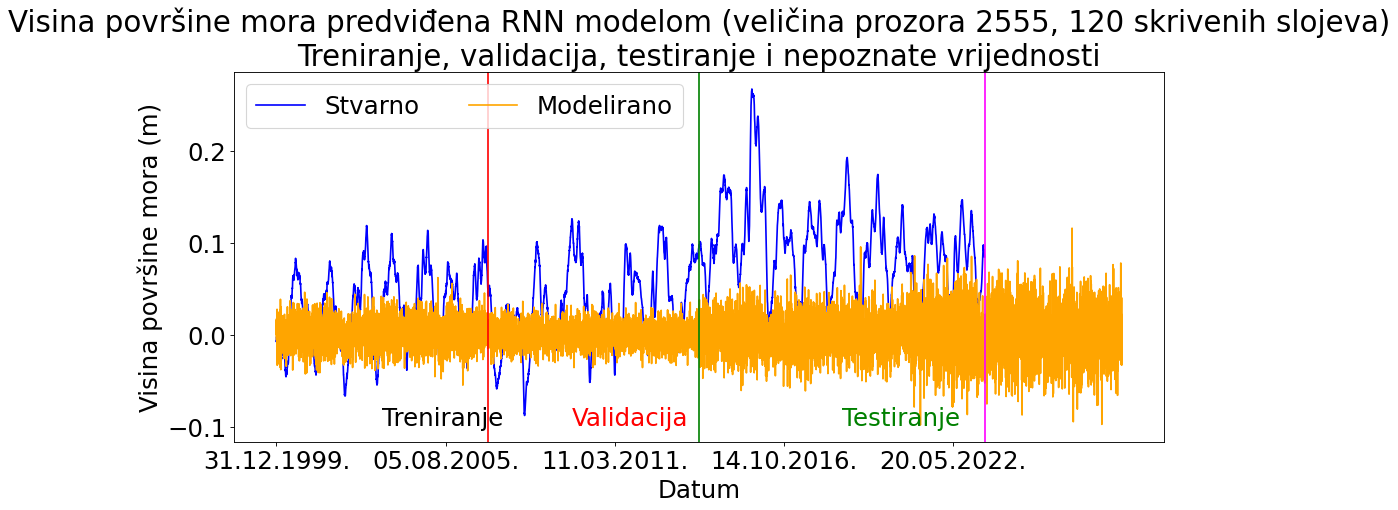 Visina površine mora predviđena RNN modelom (veličina prozora 2555, 120 skrivenih slojeva)
Treniranje, validacija, testiranje i nepoznate vrijednosti
Stvarno Modelirano
Visina površine mora (m)
0.2
0.1
0.0
−0.1
Treniranje Validacija Testiranje
31.12.1999. 05.08.2005. 11.03.2011. 14.10.2016. 20.05.2022.
Datum